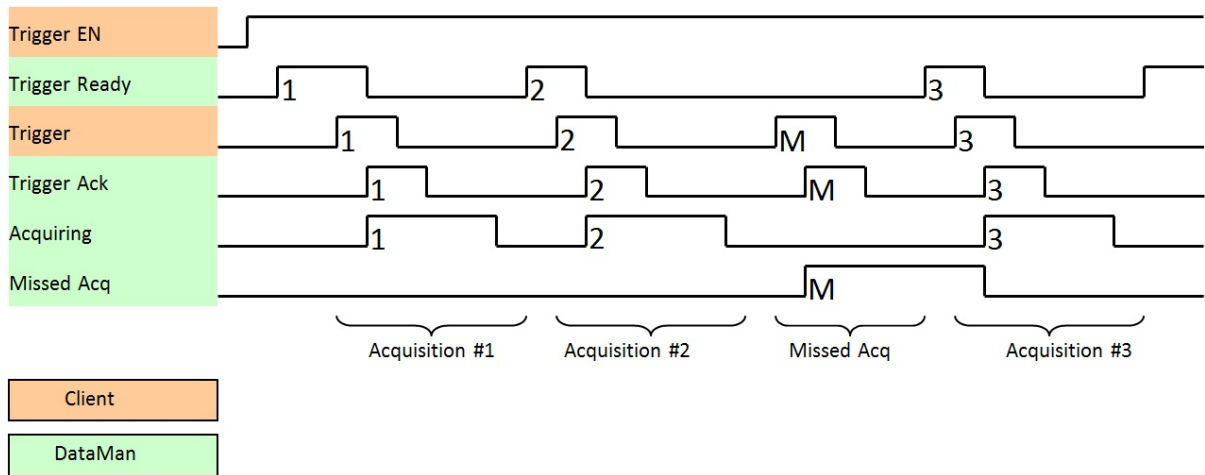 Trigger EN
Trigger Ready 1 2 3
Trigger 1 2 M 3
Trigger Ack 1 2 M 3
Acquiring 1 2 3
Missed Acq M
Acquisition #1 Acquisition #2 Missed Acq Acquisition #3
Client
DataMan